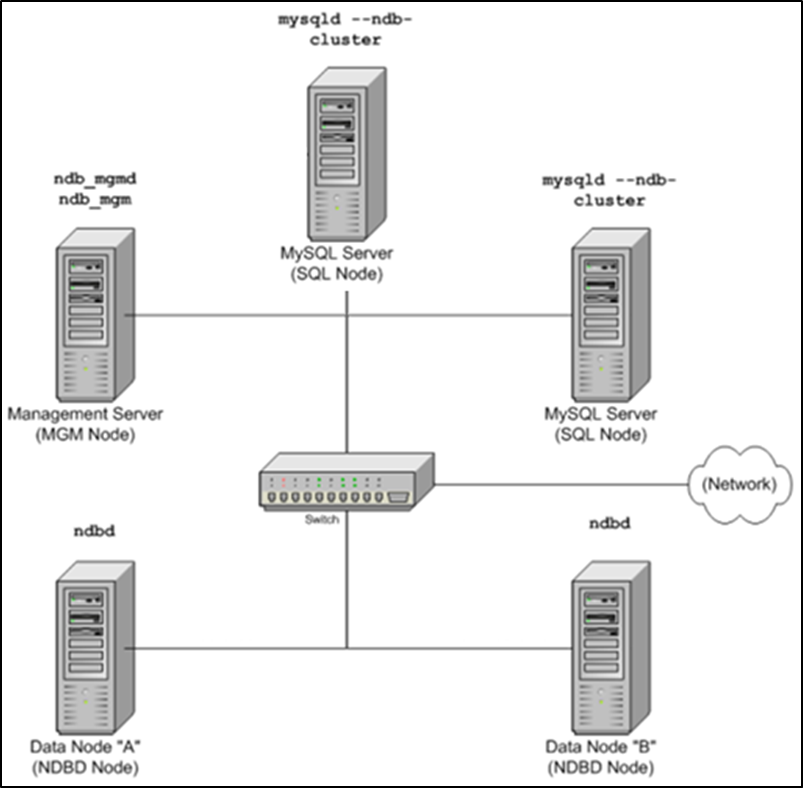 mysqld --ndb-
cluster
MySQL Server
(SQL Node)
ndb_mgmd
ndb_mgm
Management Server
(MGM Node)
mysqld --ndb-
cluster
MySQL Server
(SQL Node)
Switch
(Network)
ndbd
Data Node "A"
(NDBD Node)
ndbd
Data Node "B"
(NDBD Node)